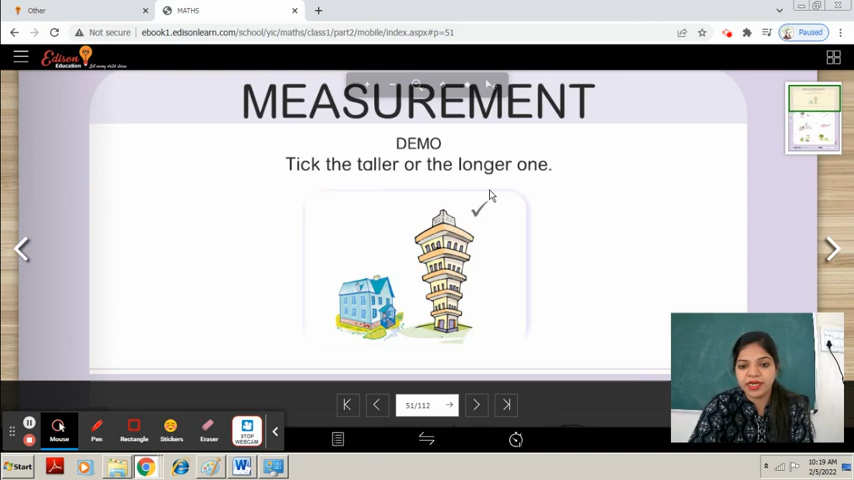 Other
MATHS
Not secure
ebook1.edisonlearn.com/school/yic/maths/class1/part2/mobile/index.aspx#p=51
Paused
Edison
Education
MEASUREMENT
DEMO
Tick the taller or the longer one.
51/112
Mouse
Pen
Rectangle
Stickers
Eraser
STOP
WEBCAM
Start
10:19 AM
2/5/2022